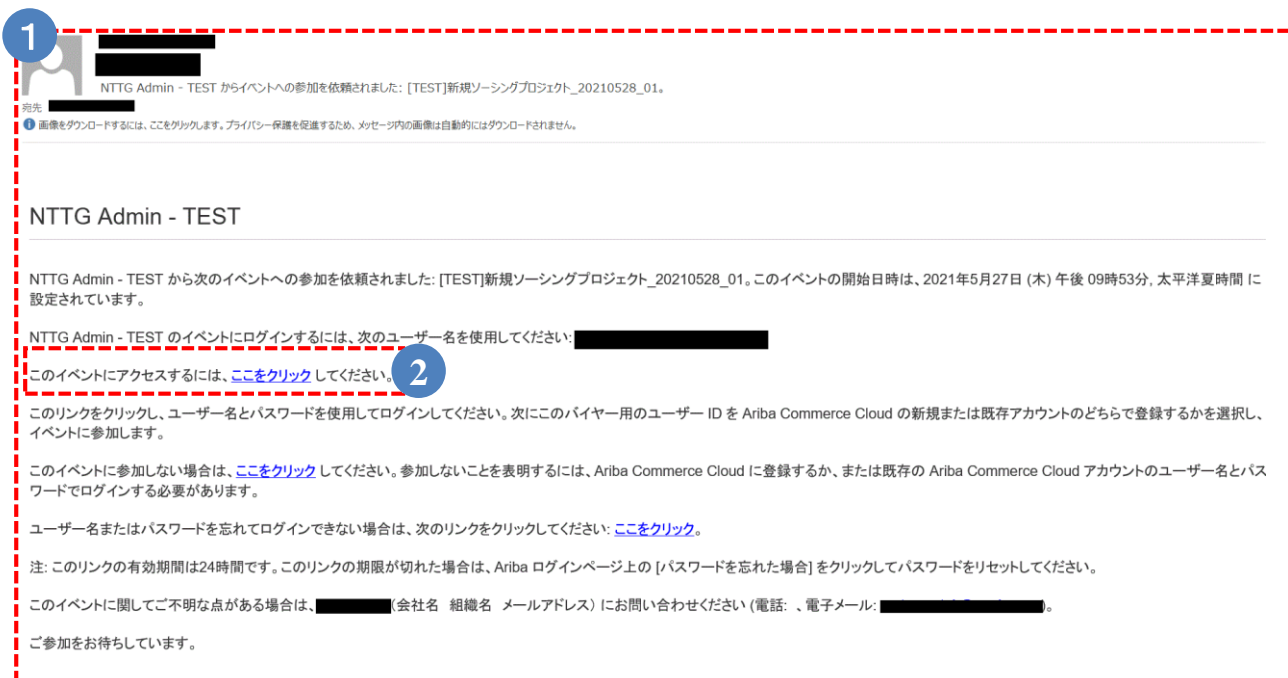 1
NTTG Admin - TEST からイベントへの参加を依頼されました: [TEST]新規ソーシングプロジェクト_20210528_01。
宛先
画像をダウンロードするには、ここをクリックします。プライバシー保護を促進するため、メッセージ内の画像は自動的にはダウンロードされません。
NTTG Admin - TEST
NTTG Admin - TEST から次のイベントへの参加を依頼されました: [TEST]新規ソーシングプロジェクト_20210528_01。このイベントの開始日時は、2021年5月27日 (木) 午後 09時53分, 太平洋夏時間 に
設定されています。
NTTG Admin - TEST のイベントにログインするには、次のユーザー名を使用してください:
このイベントにアクセスするには、ここをクリック してください。
2
このリンクをクリックし、ユーザー名とパスワードを使用してログインしてください。次にこのバイヤー用のユーザー ID を Ariba Commerce Cloud の新規または既存アカウントのどちらで登録するかを選択し、
イベントに参加します。
このイベントに参加しない場合は、ここをクリック してください。参加しないことを表明するには、Ariba Commerce Cloud に登録するか、または既存の Ariba Commerce Cloud アカウントのユーザー名とパス
ワードでログインする必要があります。
ユーザー名またはパスワードを忘れてログインできない場合は、次のリンクをクリックしてください: ここをクリック。
注: このリンクの有効期間は24時間です。このリンクの期限が切れた場合は、Ariba ログインページ上の [パスワードを忘れた場合] をクリックしてパスワードをリセットしてください。
このイベントに関してご不明な点がある場合は、(会社名 組織名 メールアドレス) にお問い合わせください (電話: 、電子メール: )。
ご参加をお待ちしています。